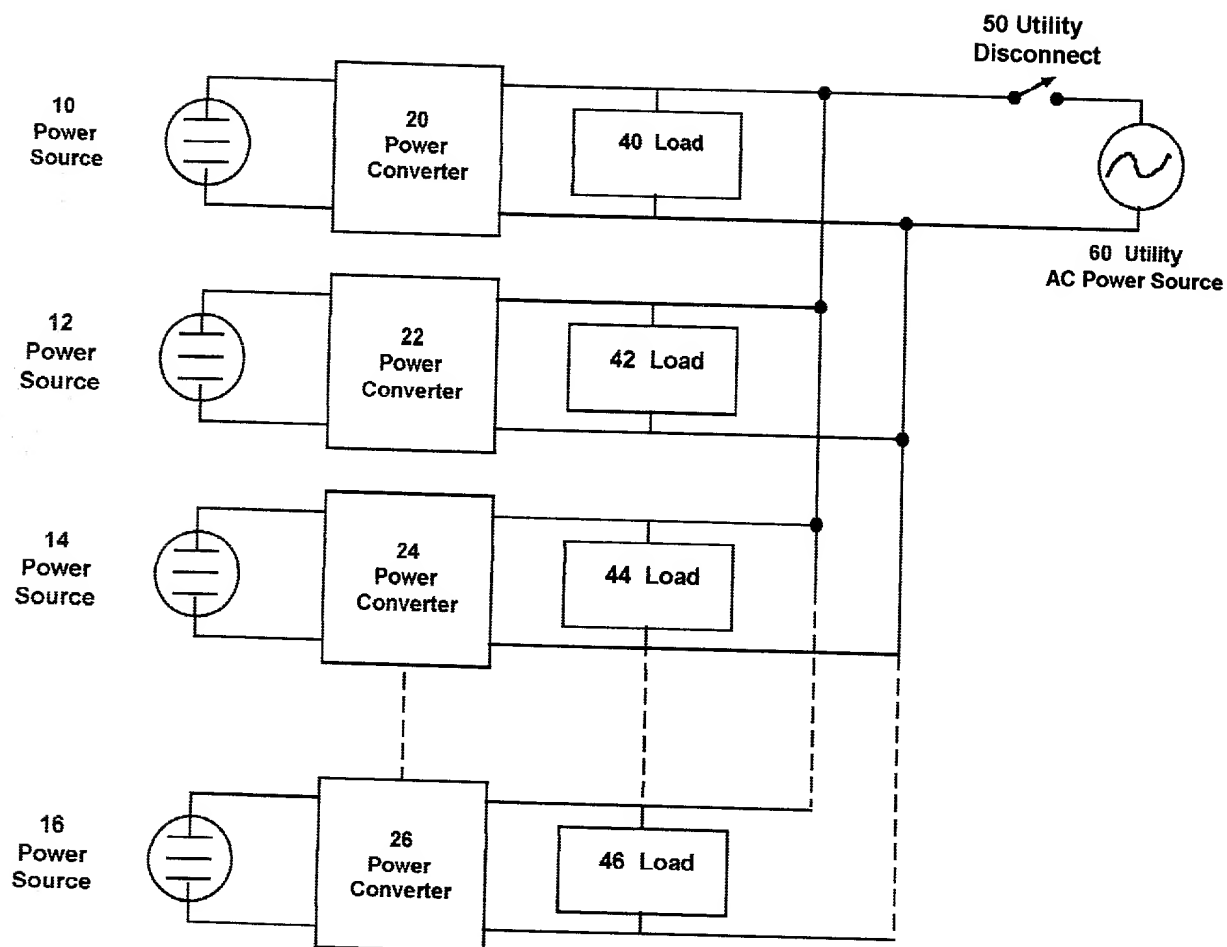 50 Utility
Disconnect
10
Power
Source
20
Power
Converter
40 Load
60 Utility
AC Power Source
12
Power
Source
22
Power
Converter
42 Load
14
Power
Source
24
Power
Converter
44 Load
16
Power
Source
26
Power
Converter
46 Load